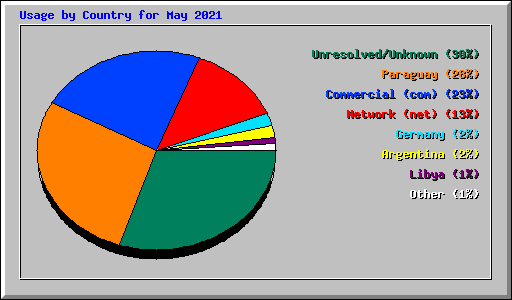 Usage by Country for May 2021
Unresolved/Unknown (30%)
Paraguay (28%)
Commercial (com) (23%)
Network (net) (13%)
Germany (2%)
Argentina (2%)
Libya (1%)
Other (1%)